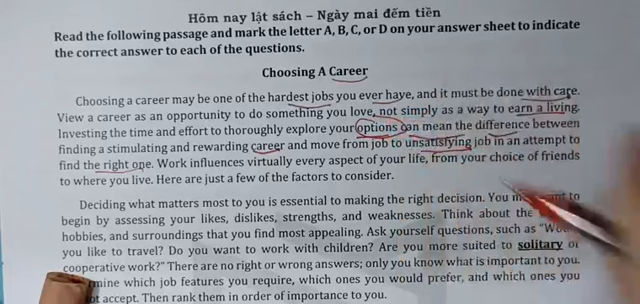 Hôm nay lật sách – Ngày mai đếm tiền
Read the following passage and mark the letter A, B, C, or D on your answer sheet to indicate
the correct answer to each of the questions.
Choosing A Career
Choosing a career may be one of the hardest jobs you ever have, and it must be done with care.
View a career as an opportunity to do something you love, not simply as a way to earn a living.
Investing the time and effort to thoroughly explore your options can mean the difference between
finding a stimulating and rewarding career and move from job to unsatisfying job in an attempt to
find the right one. Work influences virtually every aspect of your life, from your choice of friends
to where you live. Here are just a few of the factors to consider.
Deciding what matters most to you is essential to making the right decision. You to
begin by assessing your likes, dislikes, strengths, and weaknesses. Think about the
hobbies, and surroundings that you find most appealing. Ask yourself questions, such as
you like to travel? Do you want to work with children? Are you more suited to solitary or
cooperative work?" There are no right or wrong answers; only you know what is important to you.
which job features you require, which ones you would prefer, and which ones you
accept. Then rank them in order of importance to you.